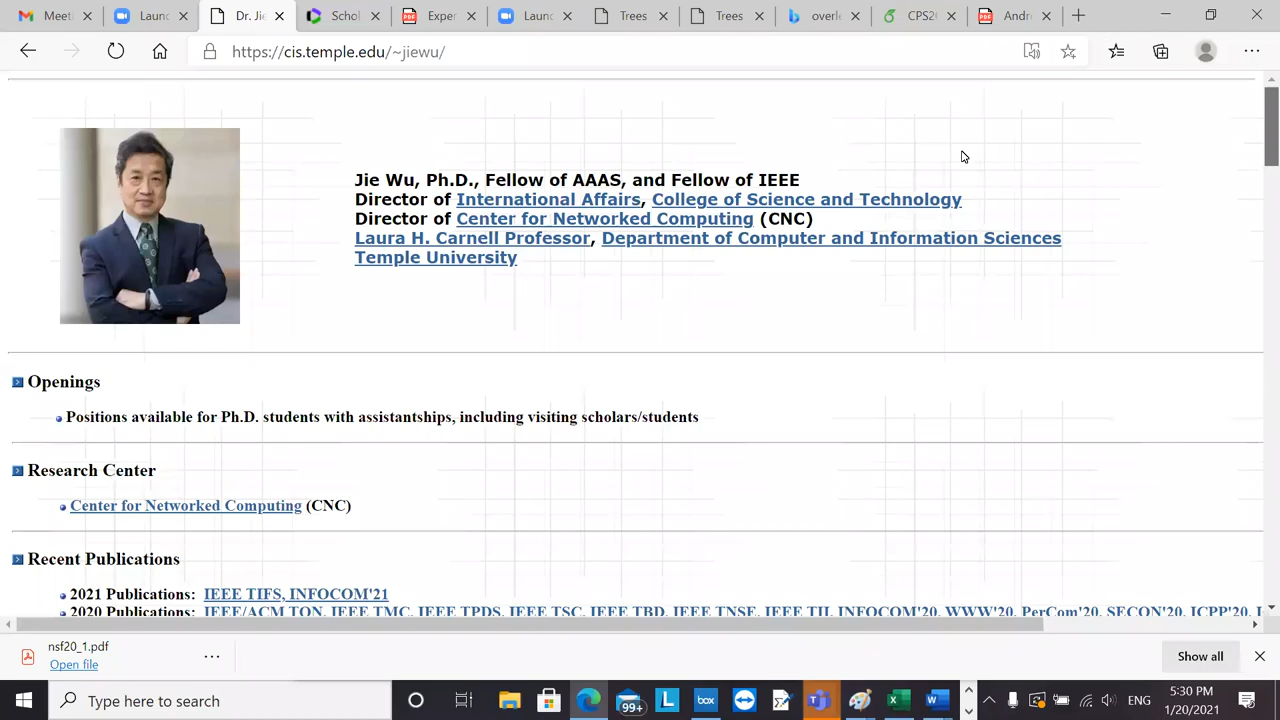 Meeti
Launc
Dr. Jie
Schol
Exper
Launc
Trees
Trees
overle
CPS20
Andre
https://cis.temple.edu/~jiewu/
Jie Wu, Ph.D., Fellow of AAAS, and Fellow of IEEE
Director of International Affairs, College of Science and Technology
Director of Center for Networked Computing (CNC)
Laura H. Carnell Professor, Department of Computer and Information Sciences
Temple University
Openings
Positions available for Ph.D. students with assistantships, including visiting scholars/students
Research Center
Center for Networked Computing (CNC)
Recent Publications
2021 Publications: IEEE TIFS, INFOCOM'21
2020 Publications: IEEE/ACM TON, IEEE TMC, IEEE TPDS, IEEE TSC, IEEE TBD, IEEE TNSE, IEEE TII, INFOCOM'20, WWW'20, PerCom'20, SECON'20, ICPP'20,
nsf20_1.pdf
Open file
Show all
Type here to search
99+
box
ENG
5:30 PM
1/20/2021